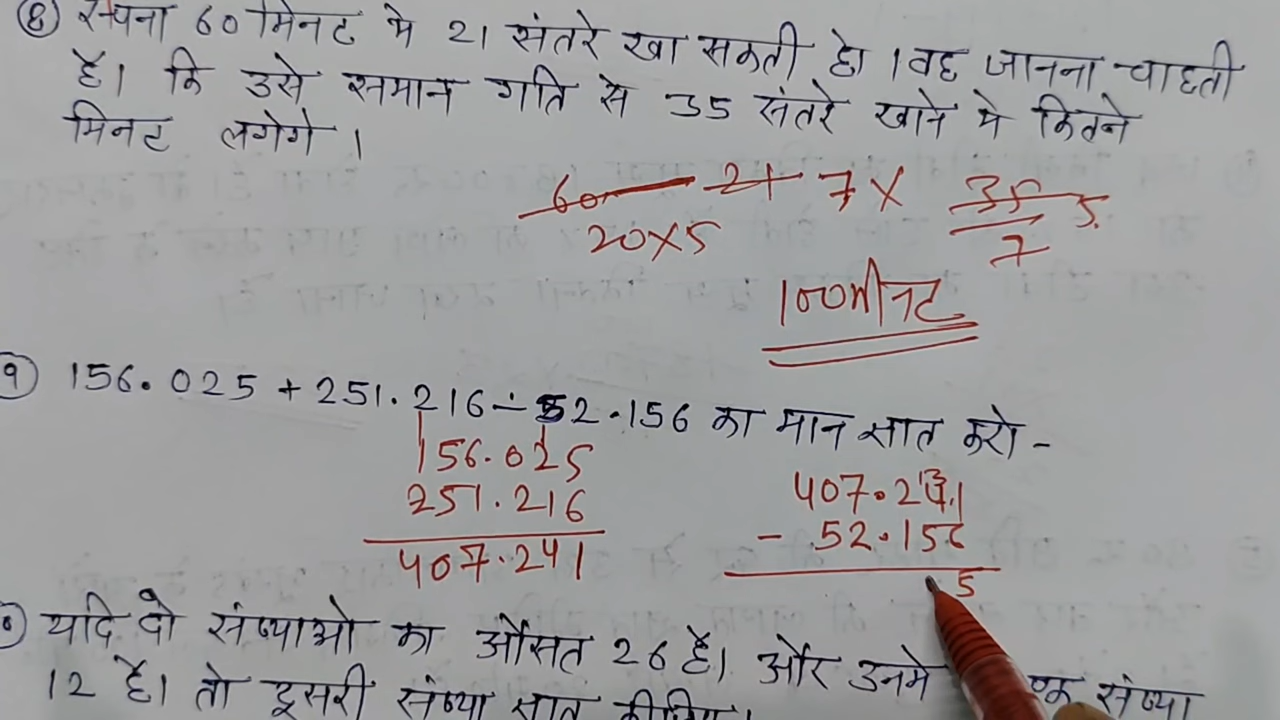 ⑧ सपना 60 मिनट मे 21 संतरे खा सकती है। वह जानना चाहती
है। कि उसे समान गति से 35 संतरे खाने मे कितने
मिनट लगेगे।
60 — 21 7 × 35 5
20×5 7
100 मिनट
9 156.025 + 251.216 ÷ 52.156 का मान सात करो -
156.025
251.216
407.241
407.241
- 52.156
5
यदि दो संख्याओ का औसत 26 है। और उनमे संख्या
12 है। तो दूसरी संख्या सात